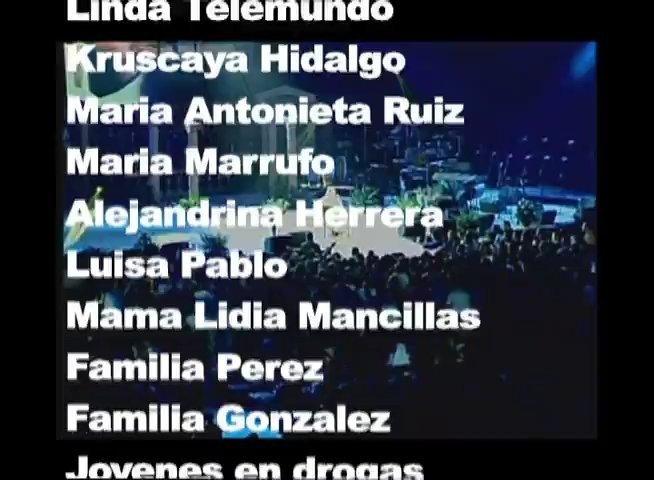 Linda Telemundo
Kruscaya Hidalgo
Maria Antonieta Ruiz
Maria Marrufo
Alejandrina Herrera
Luisa Pablo
Mama Lidia Mancillas
Familia Perez
Familia Gonzalez
Jovenes en drogas